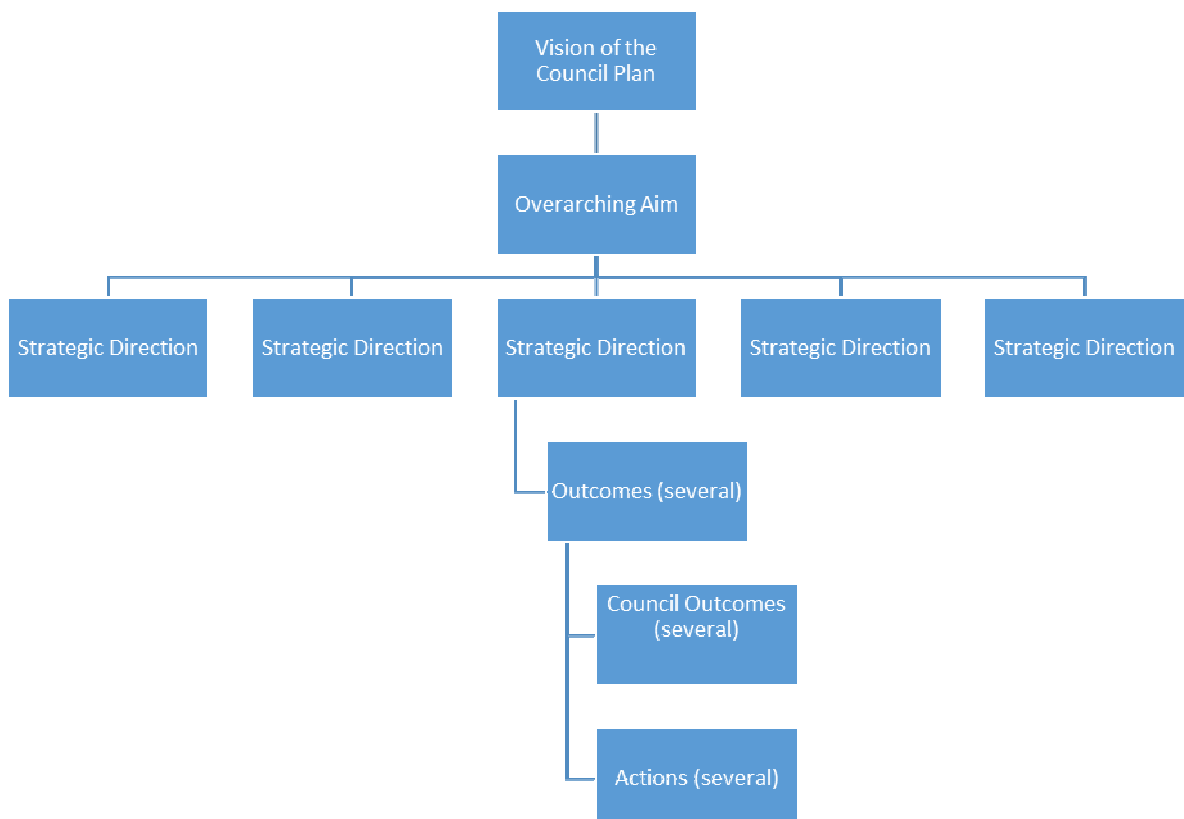 Vision of the
Council Plan
Overarching Aim
Strategic Direction
Strategic Direction
Strategic Direction
Strategic Direction
Strategic Direction
Outcomes (several)
Council Outcomes
(several)
Actions (several)